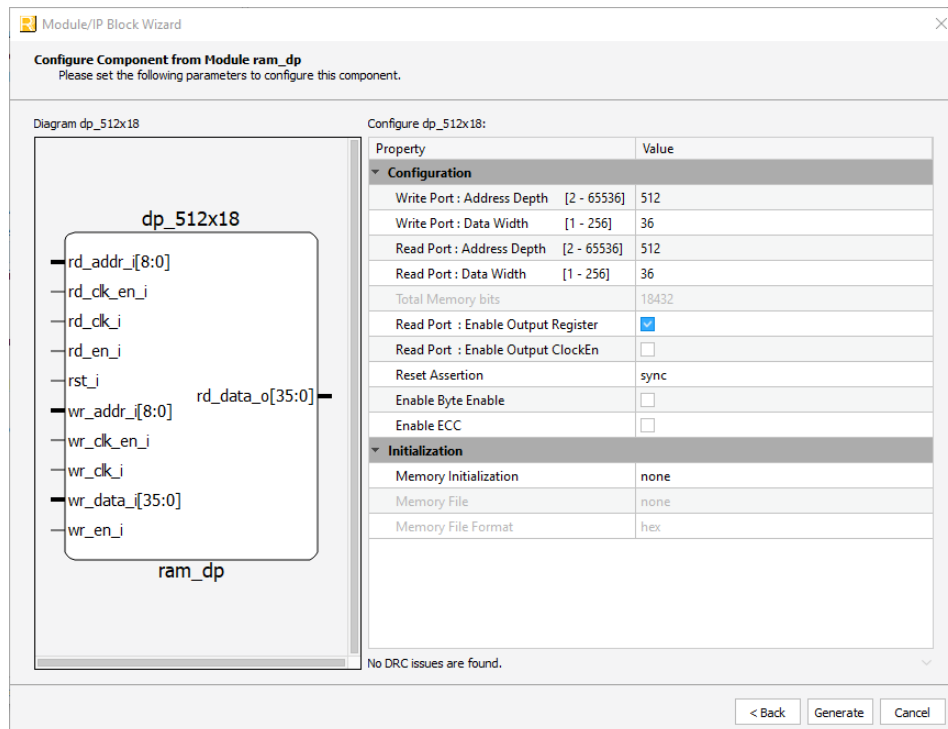 Module/IP Block Wizard
Configure Component from Module ram_dp
Please set the following parameters to configure this component.
Diagram dp_512x18
Configure dp_512x18:
dp_512x18
rd_addr_i[8:0]
rd_clk_en_i
rd_clk_i
rd_en_i
rst_i
rd_data_o[35:0]
wr_addr_i[8:0]
wr_clk_en_i
wr_clk_i
wr_data_i[35:0]
wr_en_i
ram_dp
Property Value
Configuration
Write Port : Address Depth [2 - 65536] 512
Write Port : Data Width [1 - 256] 36
Read Port : Address Depth [2 - 65536] 512
Read Port : Data Width [1 - 256] 36
Total Memory bits 18432
Read Port : Enable Output Register
Read Port : Enable Output ClockEn
Reset Assertion sync
Enable Byte Enable
Enable ECC
Initialization
Memory Initialization none
Memory File none
Memory File Format hex
No DRC issues are found.
< Back Generate Cancel